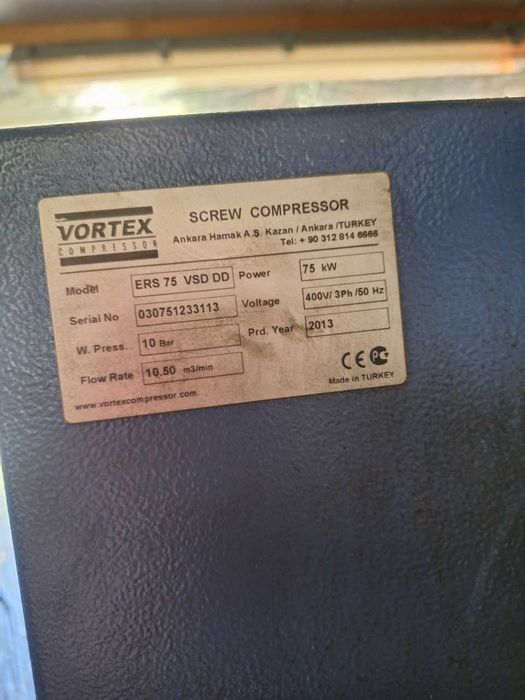 VORTEX
COMPRESSOR
SCREW COMPRESSOR
Ankara Hamak A.Ş. Kazan / Ankara /TURKEY
Tel: + 90 312 814 6666
Model ERS 75 VSD DD Power 75 kW
Serial No 030751233113 Voltage 400V/ 3Ph /50 Hz
W. Press. 10 Bar Prd. Year 2013
Flow Rate 10.50 m3/min CE PG
www.vortexcompressor.com Made in TURKEY